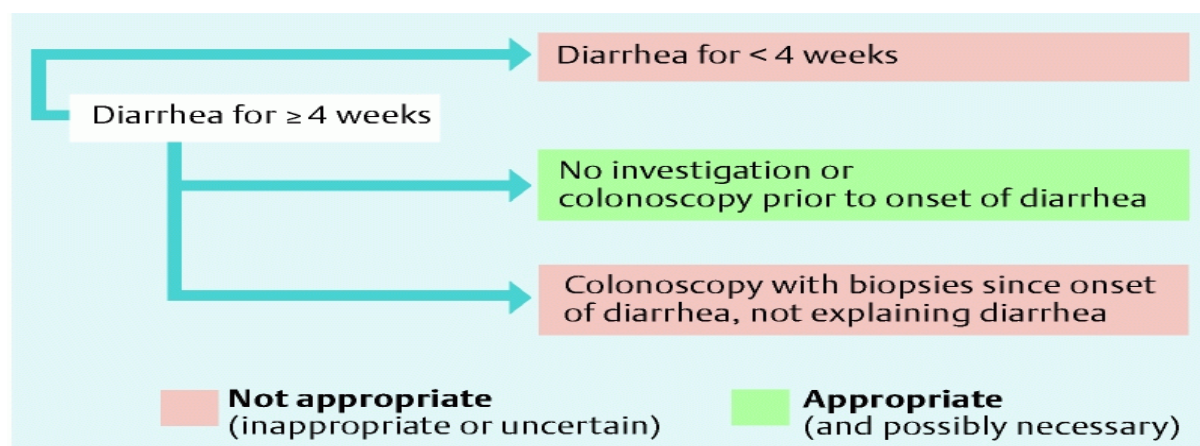 Diarrhea for < 4 weeks
Diarrhea for ≥ 4 weeks
No investigation or
colonoscopy prior to onset of diarrhea
Colonoscopy with biopsies since onset
of diarrhea, not explaining diarrhea
Not appropriate
(inappropriate or uncertain)
Appropriate
(and possibly necessary)